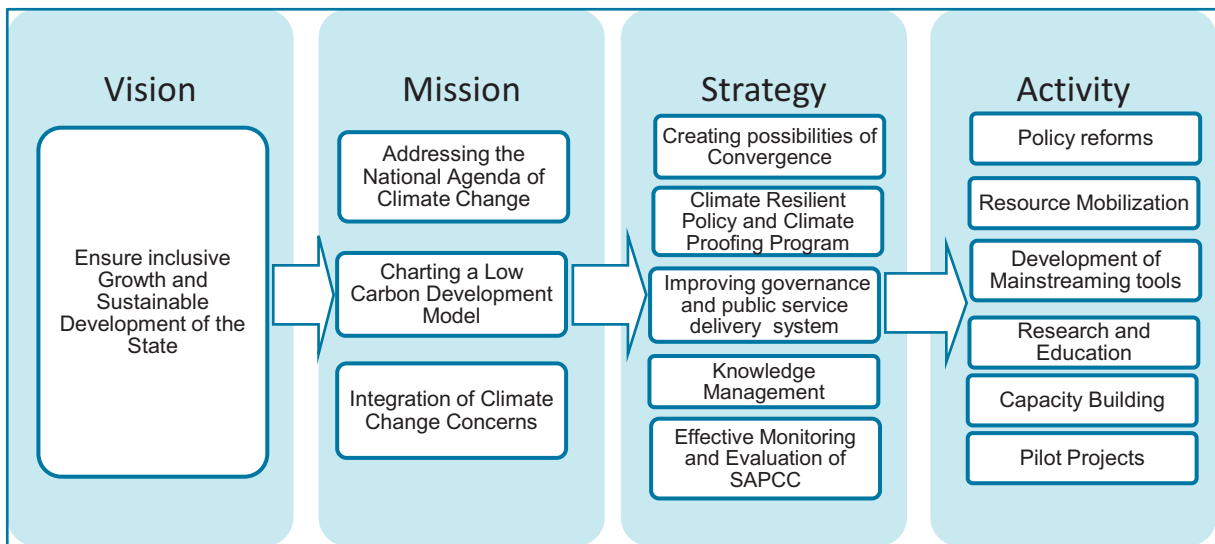 Vision
Ensure inclusive
Growth and
Sustainable
Development of the
State
Mission
Addressing the
National Agenda of
Climate Change
Charting a Low
Carbon Development
Model
Integration of Climate
Change Concerns
Strategy
Creating possibilities of
Convergence
Climate Resilient
Policy and Climate
Proofing Program
Improving governance
and public service
delivery system
Knowledge
Management
Effective Monitoring
and Evaluation of
SAPCC
Activity
Policy reforms
Resource Mobilization
Development of
Mainstreaming tools
Research and
Education
Capacity Building
Pilot Projects